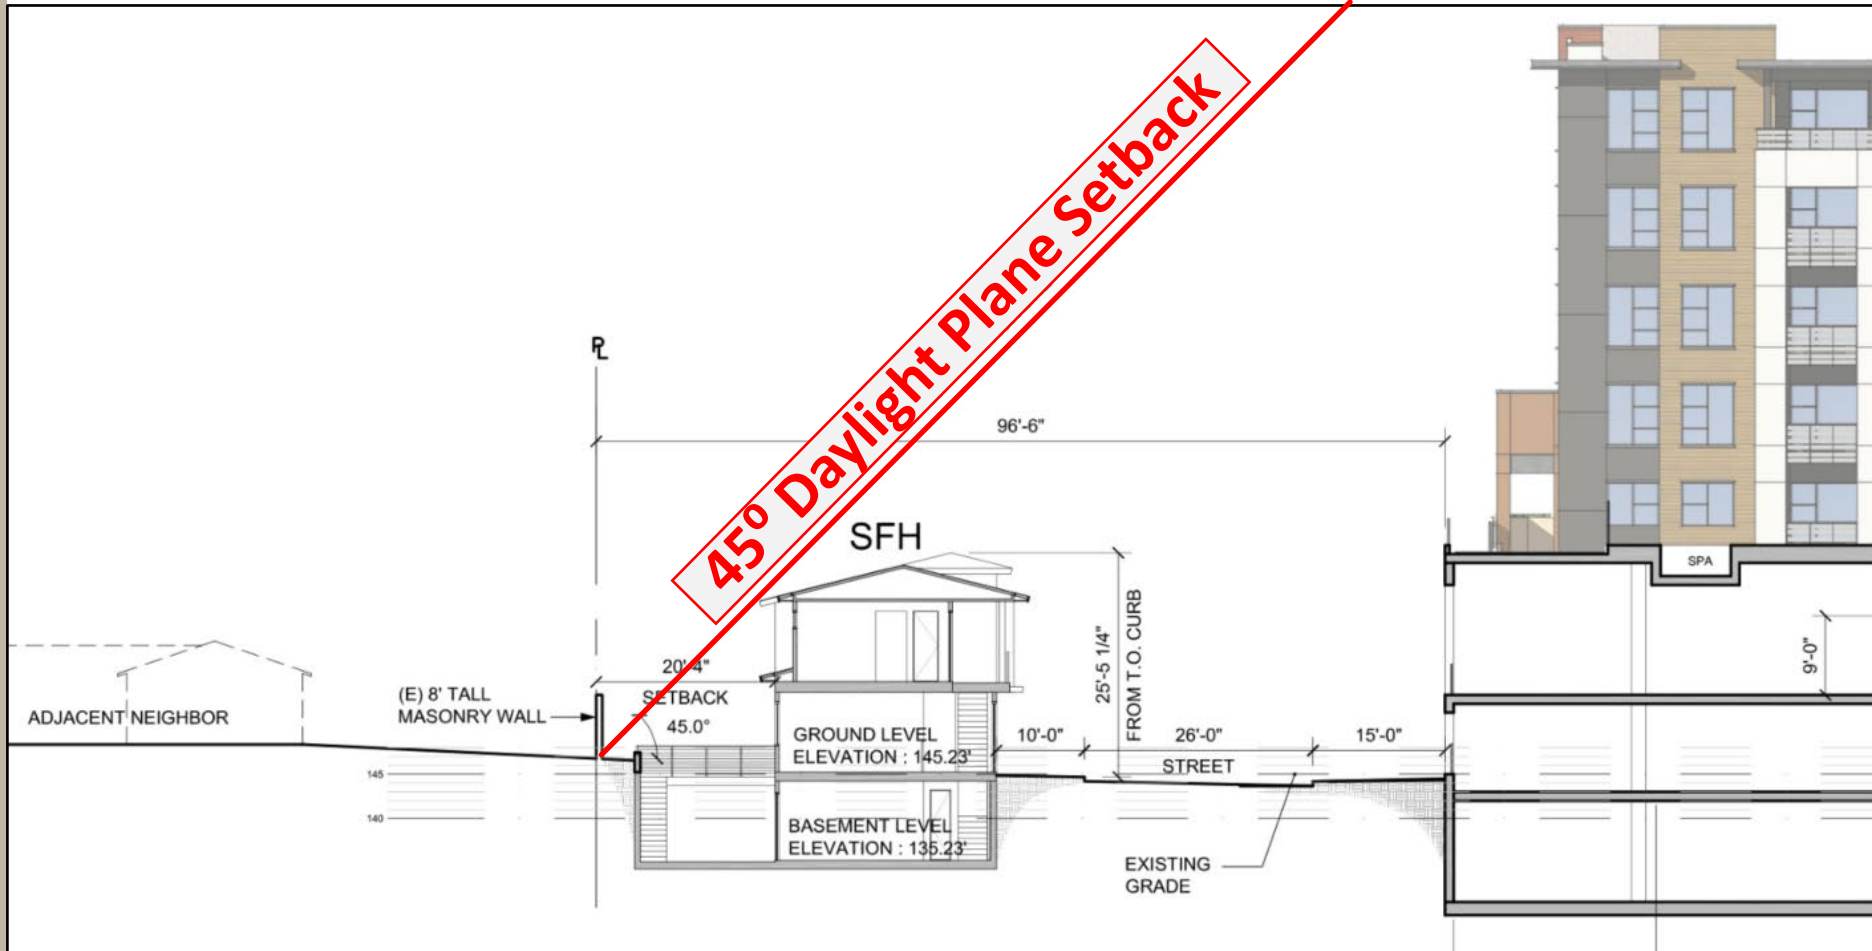 45⁰ Daylight Plane Setback
PL
96'-6"
SFH
SPA
20'-4"
SETBACK
45.0°
(E) 8' TALL
MASONRY WALL
ADJACENT NEIGHBOR
25'-5 1/4"
FROM T.O. CURB
9'-0"
GROUND LEVEL
ELEVATION : 145.23'
10'-0"
26'-0"
15'-0"
STREET
145
140
BASEMENT LEVEL
ELEVATION : 135.23'
EXISTING
GRADE